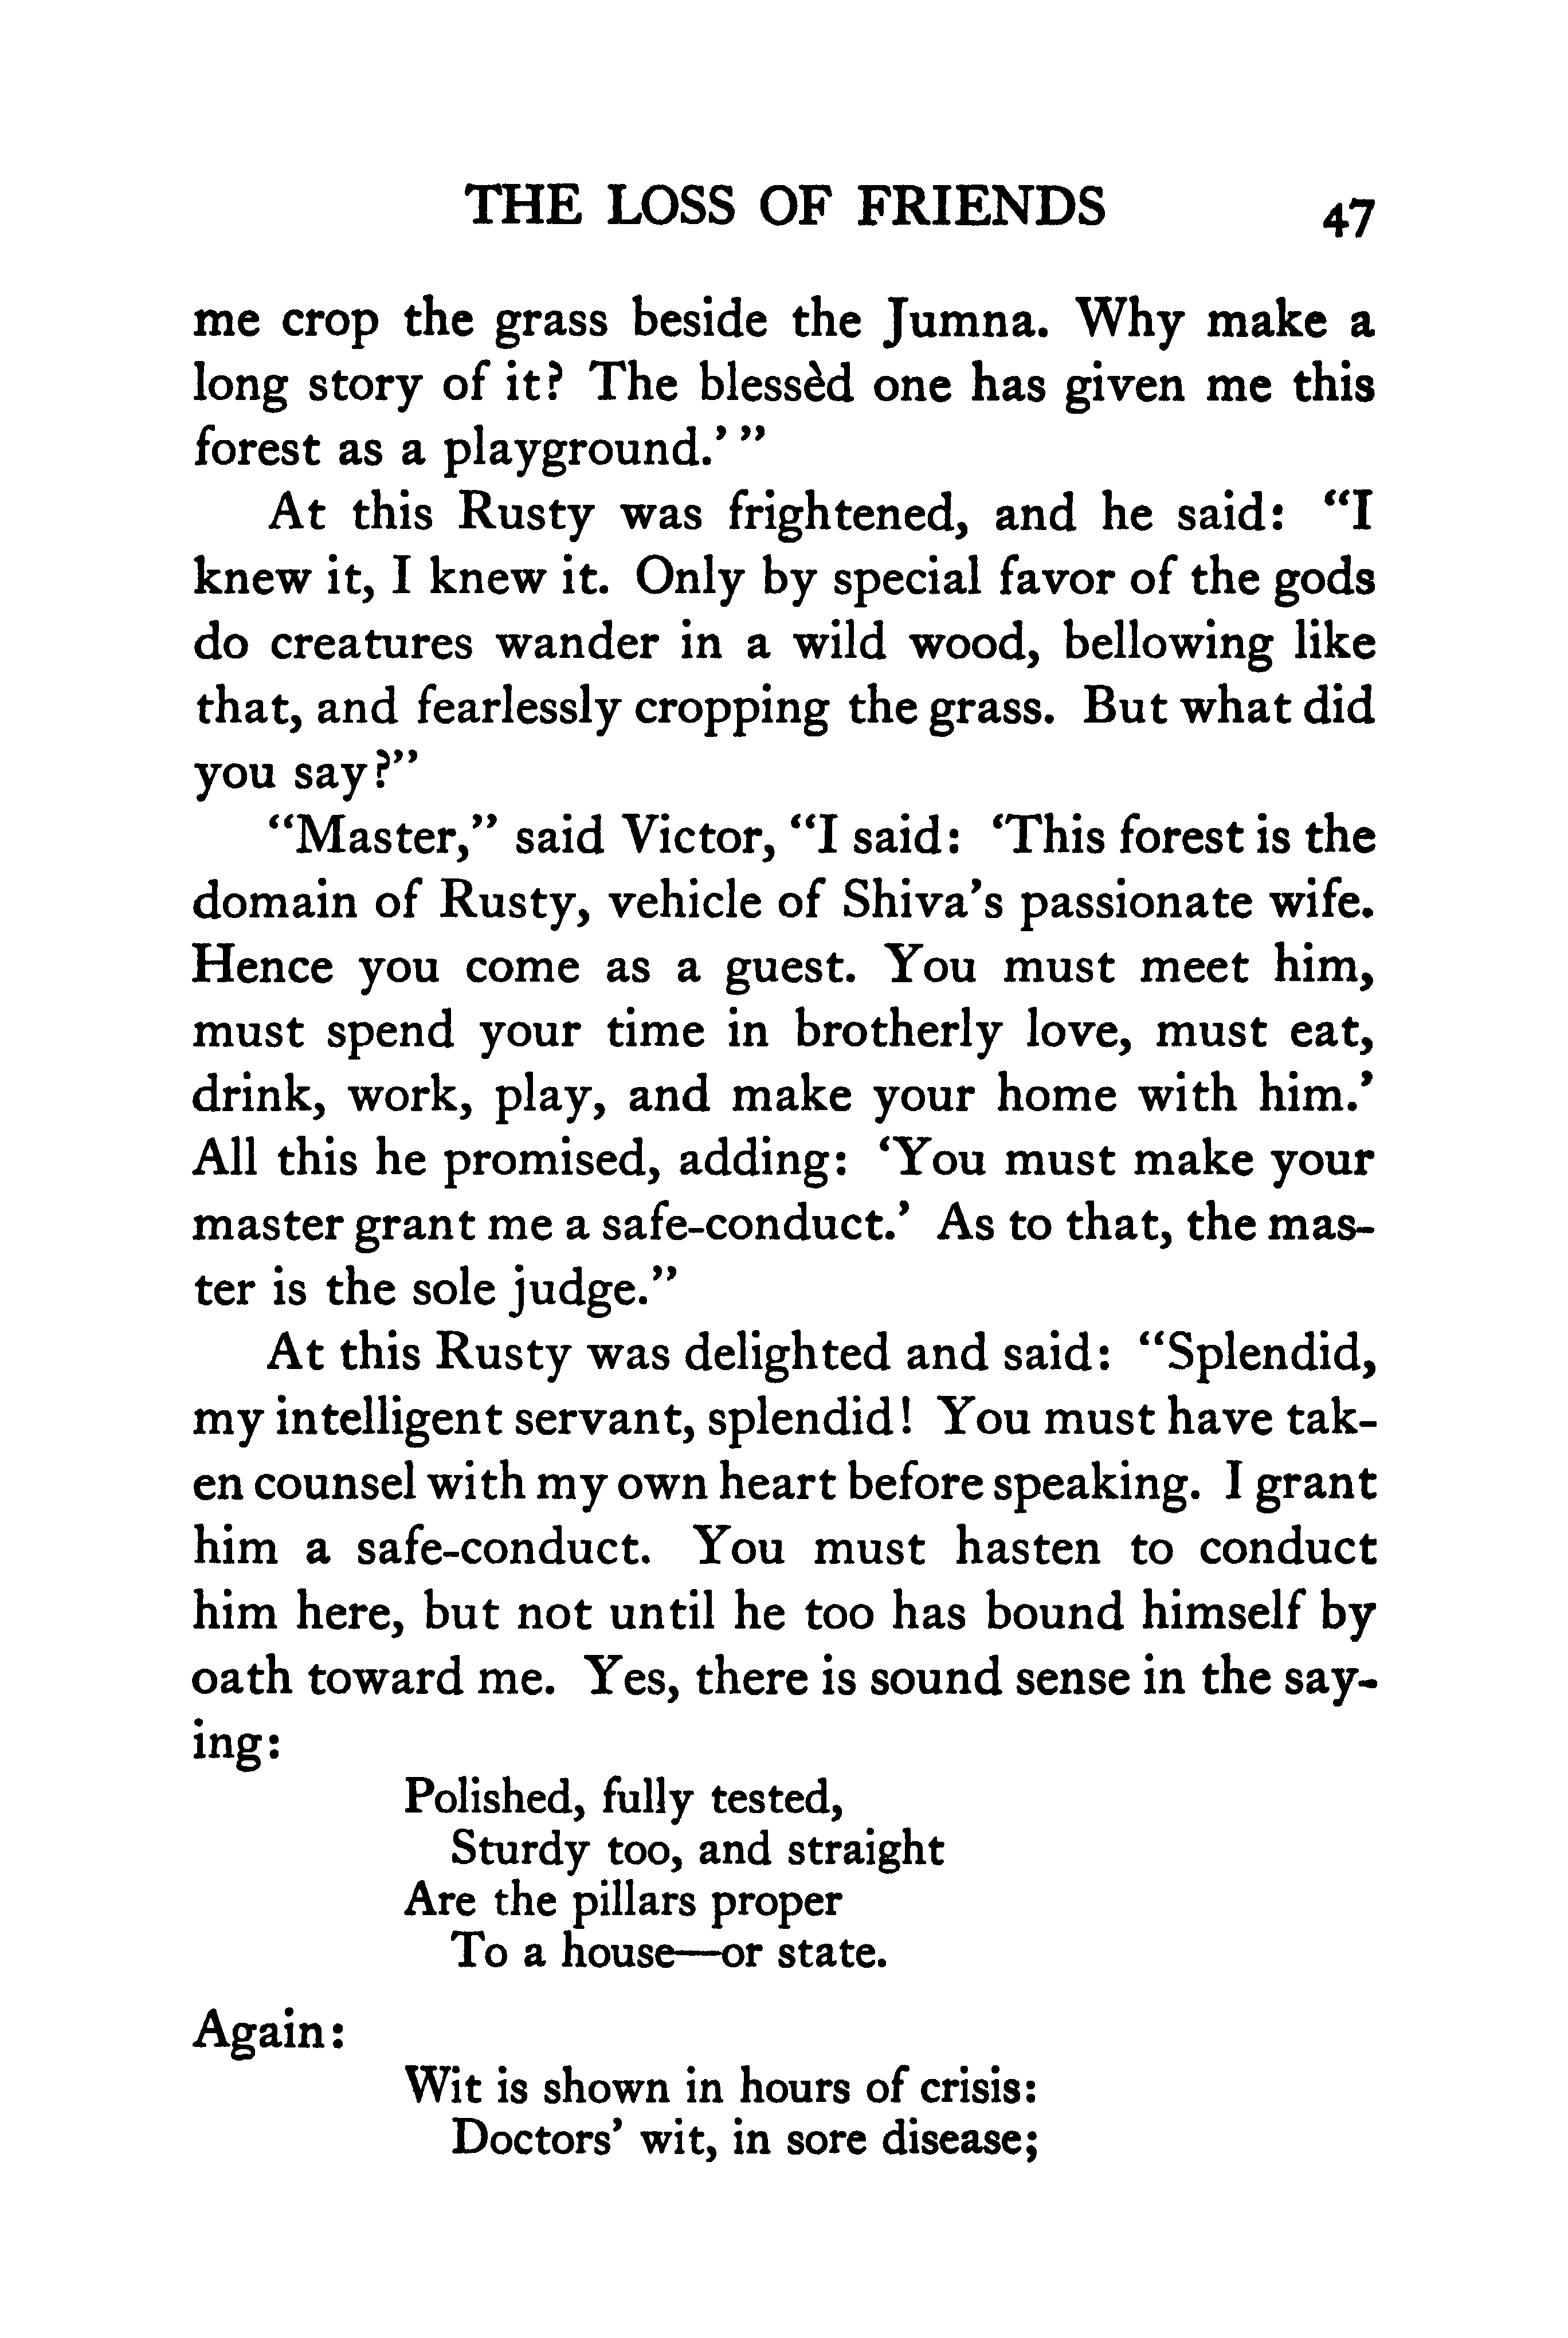 THE LOSS OF FRIENDS 47
me crop the grass beside the Jumna. Why make a
long story of it? The blessèd one has given me this
forest as a playground.’ ”
At this Rusty was frightened, and he said: “I
knew it, I knew it. Only by special favor of the gods
do creatures wander in a wild wood, bellowing like
that, and fearlessly cropping the grass. But what did
you say?”
“Master,” said Victor, “I said: ‘This forest is the
domain of Rusty, vehicle of Shiva’s passionate wife.
Hence you come as a guest. You must meet him,
must spend your time in brotherly love, must eat,
drink, work, play, and make your home with him.’
All this he promised, adding: ‘You must make your
master grant me a safe-conduct.’ As to that, the mas-
ter is the sole judge.”
At this Rusty was delighted and said: “Splendid,
my intelligent servant, splendid! You must have tak-
en counsel with my own heart before speaking. I grant
him a safe-conduct. You must hasten to conduct
him here, but not until he too has bound himself by
oath toward me. Yes, there is sound sense in the say-
ing:
Polished, fully tested,
Sturdy too, and straight
Are the pillars proper
To a house—or state.
Again:
Wit is shown in hours of crisis:
Doctors’ wit, in sore disease;